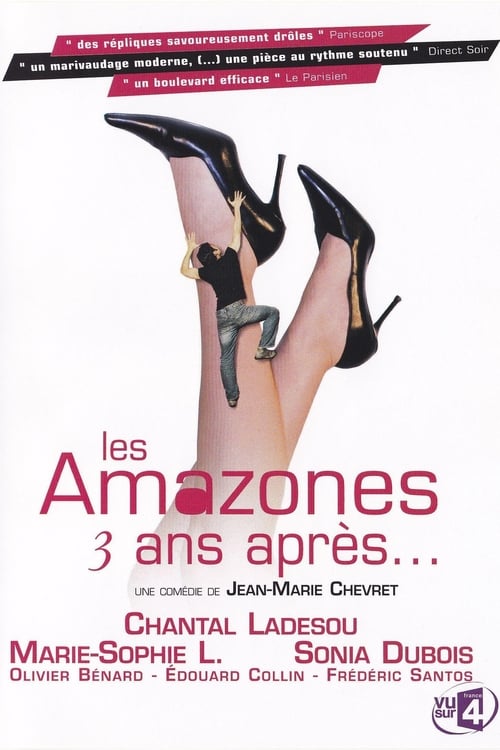 " des répliques savoureusement drôles " Pariscope
" un marivaudage moderne, (...) une pièce au rythme soutenu " Direct Soir
" un boulevard efficace " Le Parisien
les
Amazones
3 ans après...
UNE COMÉDIE DE JEAN-MARIE CHEVRET
CHANTAL LADESOU
MARIE-SOPHIE L. SONIA DUBOIS
OLIVIER BÉNARD - ÉDOUARD COLLIN - FRÉDÉRIC SANTOS
vu sur france 4